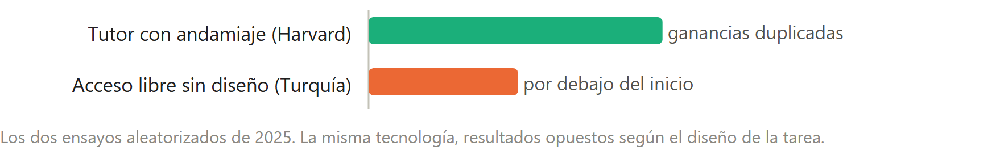 Tutor con andamiaje (Harvard) ganancias duplicadas
Acceso libre sin diseño (Turquía) por debajo del inicio
Los dos ensayos aleatorizados de 2025. La misma tecnología, resultados opuestos según el diseño de la tarea.